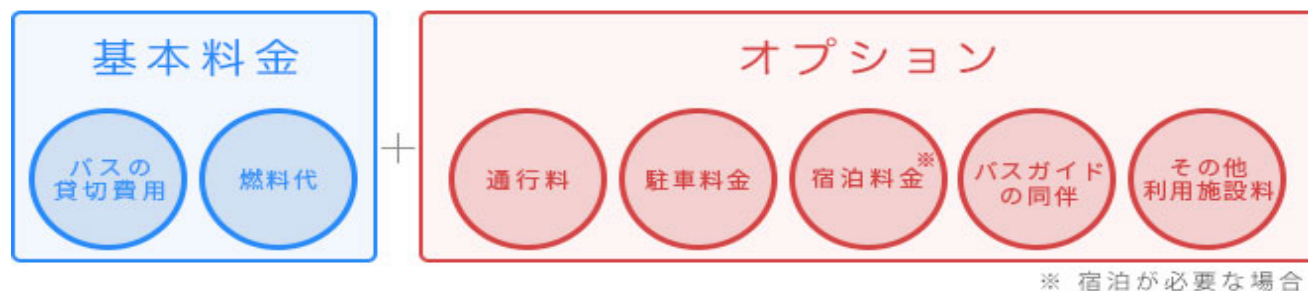 基本料金
バスの
貸切費用
燃料代
+
オプション
通行料
駐車料金
宿泊料金※
バスガイド
の同伴
その他
利用施設料
※ 宿泊が必要な場合